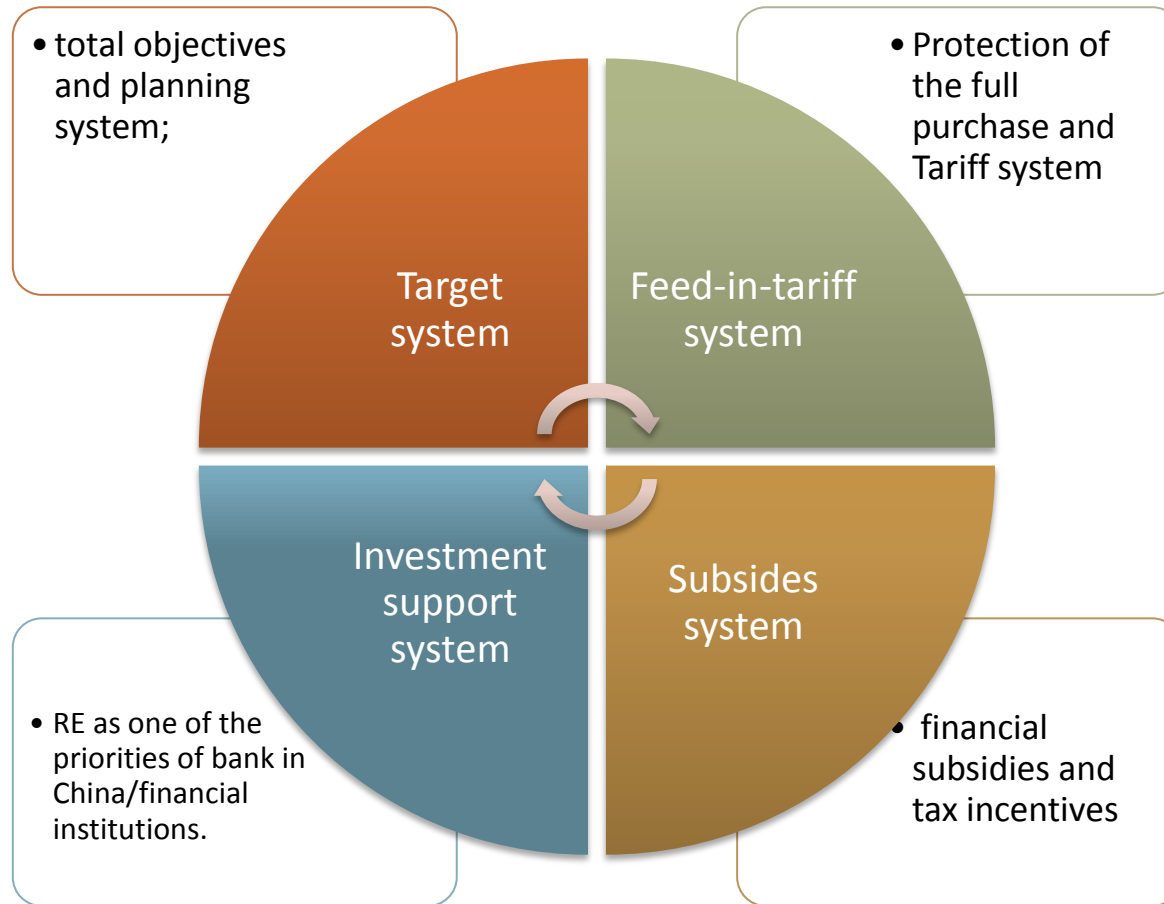 • total objectives
and planning
system;
• Protection of
the full
purchase and
Tariff system
Target
system
Feed-in-tariff
system
Investment
support
system
Subsides
system
• RE as one of the
priorities of bank in
China/financial
institutions.
• financial
subsidies and
tax incentives